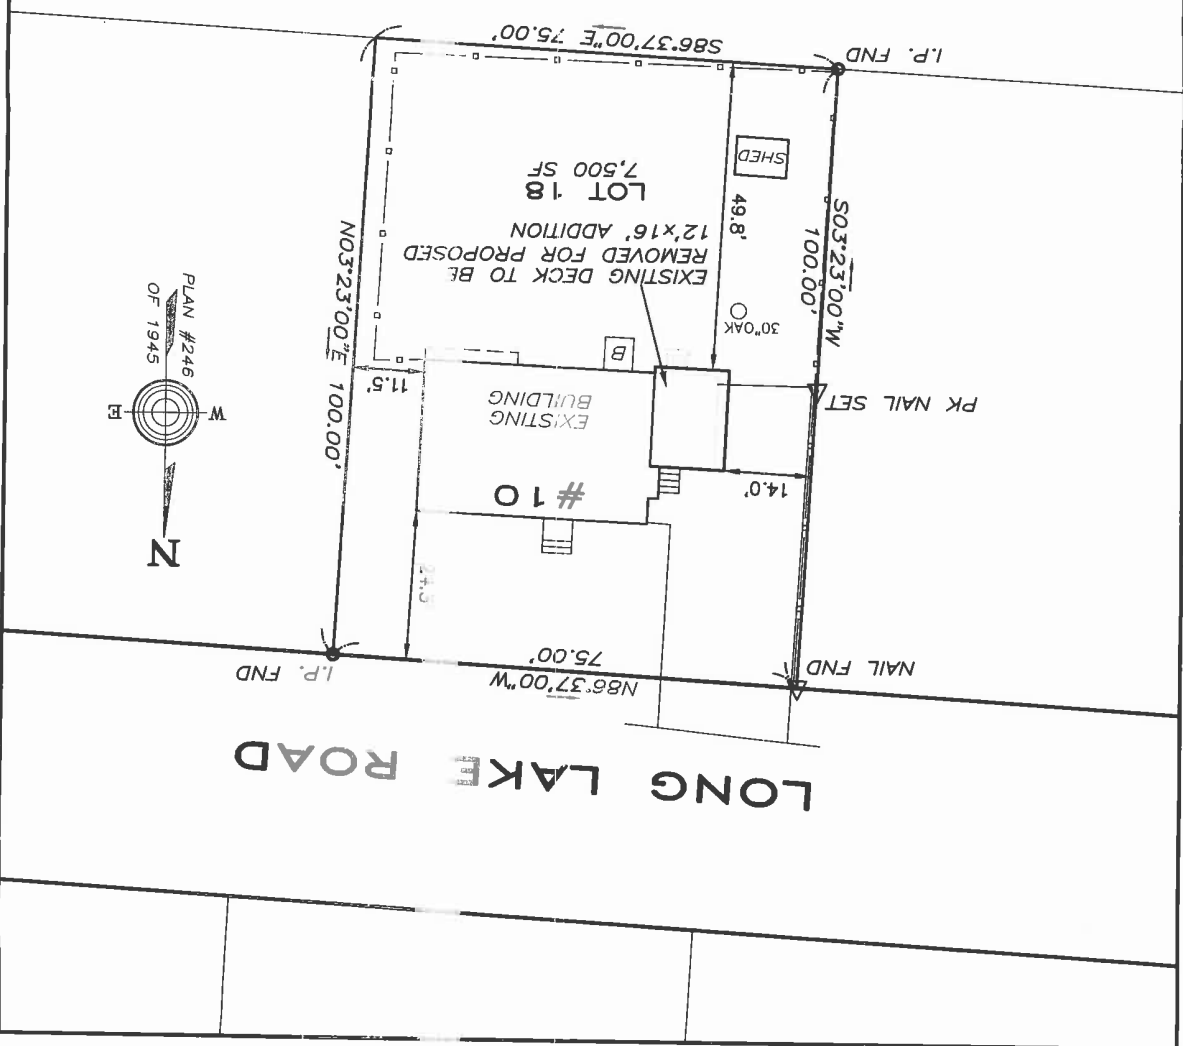 LONG LAKE ROAD
NAIL FND
N86°37'00"W
75.00'
I.P. FND
N
W
E
PLAN #246
OF 1945
#10
EXISTING
BUILDING
14.0'
11.5'
PK NAIL SET
B
30"OAK
EXISTING DECK TO BE
REMOVED FOR PROPOSED
12'x16' ADDITION
LOT 18
7,500 SF
49.8'
SHED
S03°23'00"W
100.00'
N03°23'00"E 100.00'
I.P. FND
S86°37'00"E 75.00'